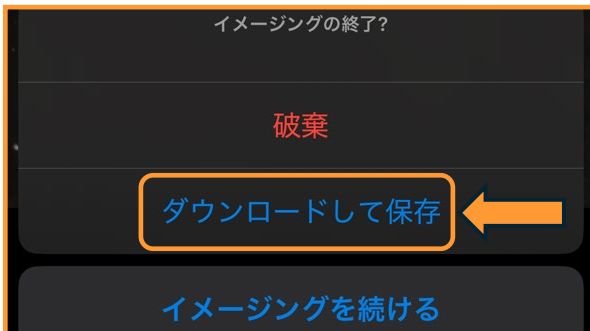 イメージングの終了?
破棄
ダウンロードして保存
イメージングを続ける